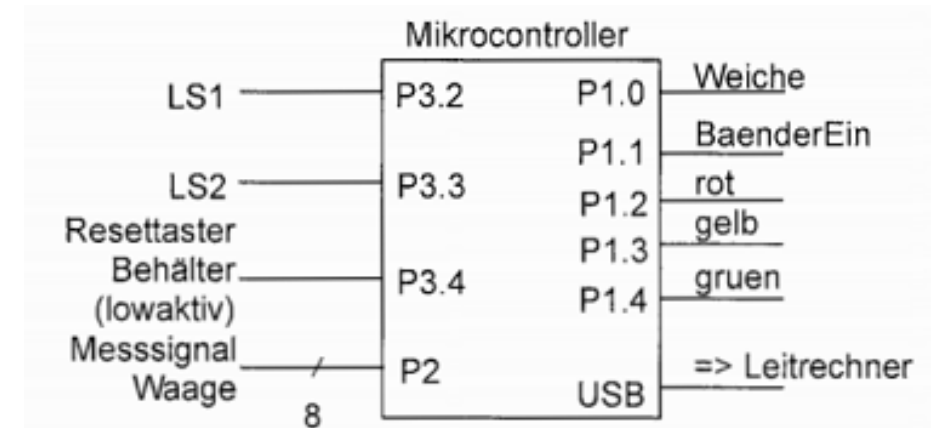 Mikrocontroller
LS1
P3.2
P1.0
Weiche
P1.1
BaenderEin
LS2
P3.3
P1.2
rot
Resettaster
Behälter
(lowaktiv)
P3.4
P1.3
gelb
P1.4
gruen
Messsignal
Waage
8
P2
USB
=> Leitrechner